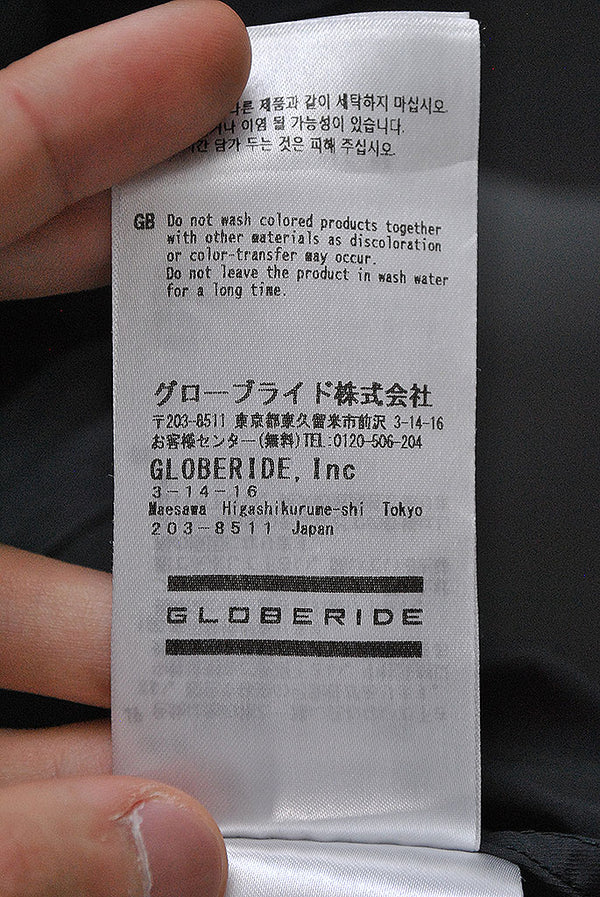 다른 제품과 같이 세탁하지 마십시오.
이염 될 가능성이 있습니다.
담가 두는 것은 피해 주십시오.
GB Do not wash colored products together
with other materials as discoloration
or color-transfer may occur.
Do not leave the product in wash water
for a long time.
グローブライド株式会社
〒203-8511 東京都東久留米市前沢 3-14-16
お客様センター(無料)TEL:0120-506-204
GLOBERIDE, Inc
3-14-16
Maesawa Higashikurume-shi Tokyo
203-8511 Japan
GLOBERIDE